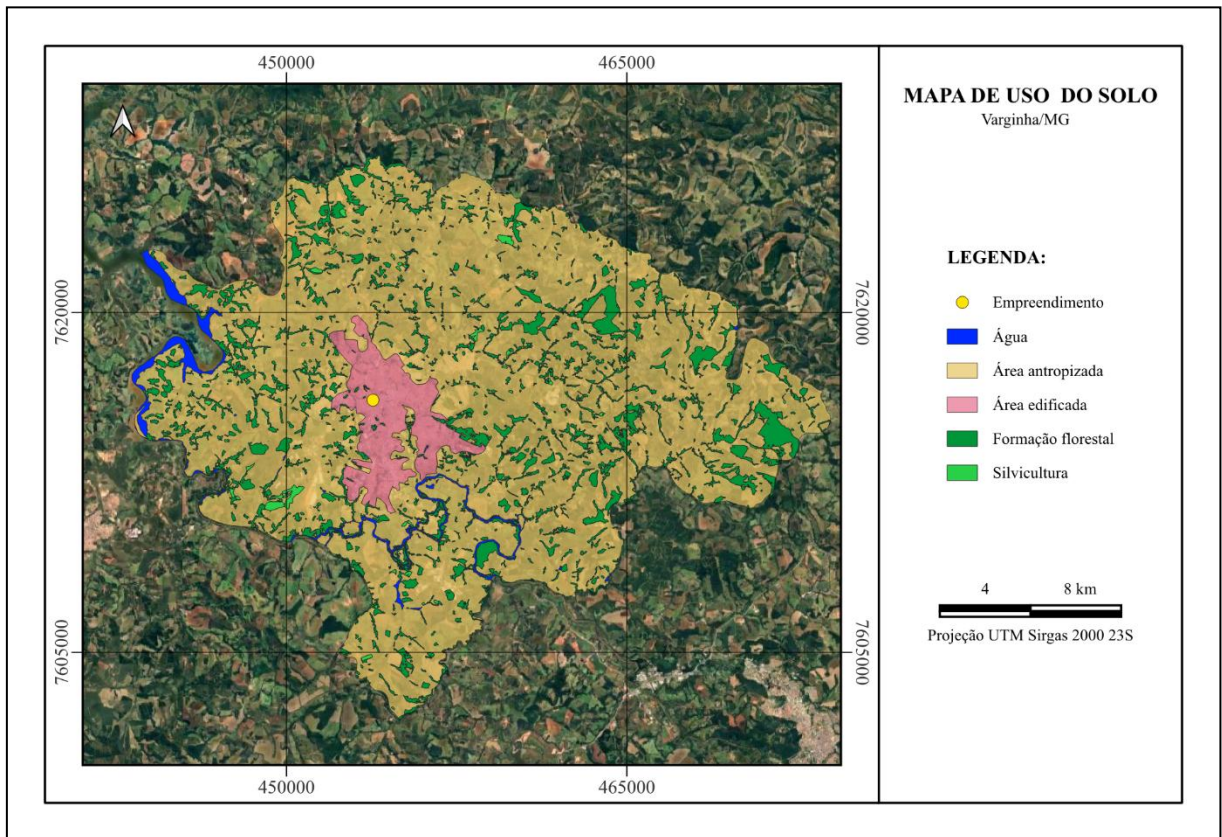 450000 465000
MAPA DE USO DO SOLO
Varginha/MG
LEGENDA:
Empreendimento
7620000 7620000
Água
Área antropizada
Área edificada
Formação florestal
Silvicultura
4 8 km
Projeção UTM Sirgas 2000 23S
7605000 7605000
450000 465000